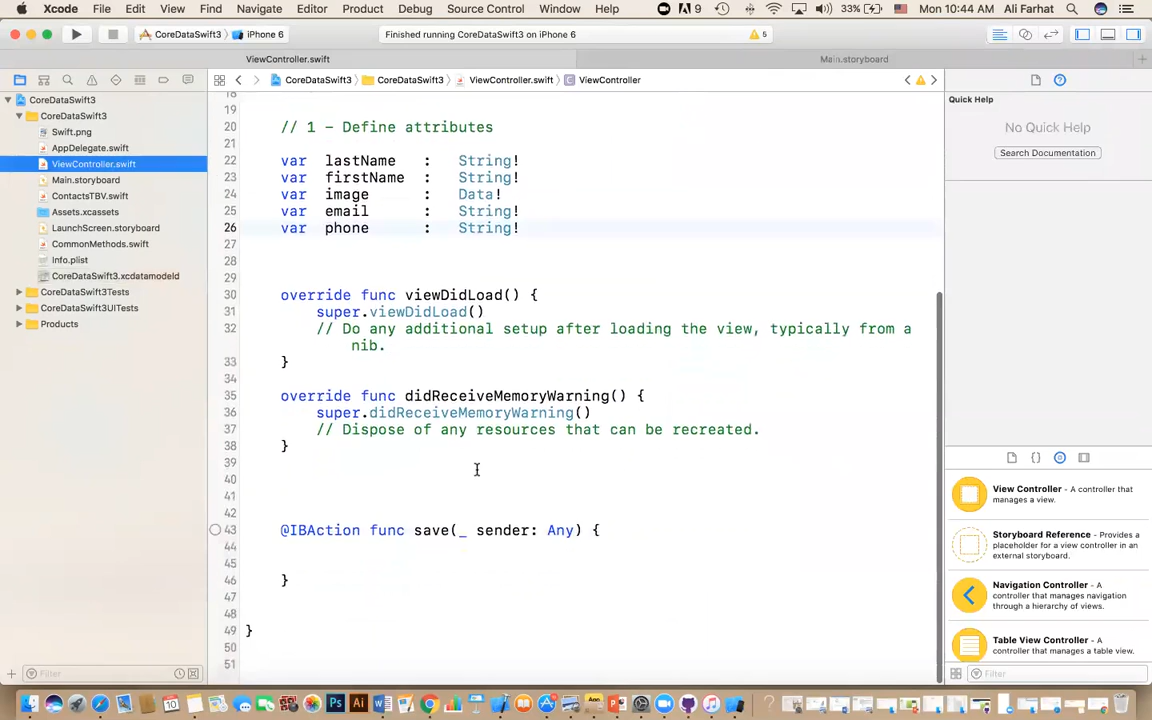 Xcode File Edit View Find Navigate Editor Product Debug Source Control Window Help 9 33% Mon 10:44 AM Ali Farhat
CoreDataSwift3 iPhone 6 Finished running CoreDataSwift3 on iPhone 6 5
ViewController.swift Main.storyboard
CoreDataSwift3 CoreDataSwift3 ViewController.swift C ViewController
CoreDataSwift3
CoreDataSwift3
Swift.png
AppDelegate.swift
ViewController.swift
Main.storyboard
ContactsTBV.swift
Assets.xcassets
LaunchScreen.storyboard
CommonMethods.swift
Info.plist
CoreDataSwift3.xcdatamodeld
CoreDataSwift3Tests
CoreDataSwift3UITests
Products
Filter
18
19
20 // 1 - Define attributes
21
22 var lastName : String!
23 var firstName : String!
24 var image : Data!
25 var email : String!
26 var phone : String!
27
28
29
30 override func viewDidLoad() {
31 super.viewDidLoad()
32 // Do any additional setup after loading the view, typically from a
nib.
33 }
34
35 override func didReceiveMemoryWarning() {
36 super.didReceiveMemoryWarning()
37 // Dispose of any resources that can be recreated.
38 }
39
40
41
42
43 @IBAction func save(_ sender: Any) {
44
45
46 }
47
48
49 }
50
51
Quick Help
No Quick Help
Search Documentation
View Controller - A controller that
manages a view.
Storyboard Reference - Provides a
placeholder for a view controller in an
external storyboard.
Navigation Controller - A
controller that manages navigation
through a hierarchy of views.
Table View Controller - A
controller that manages a table view.
Filter